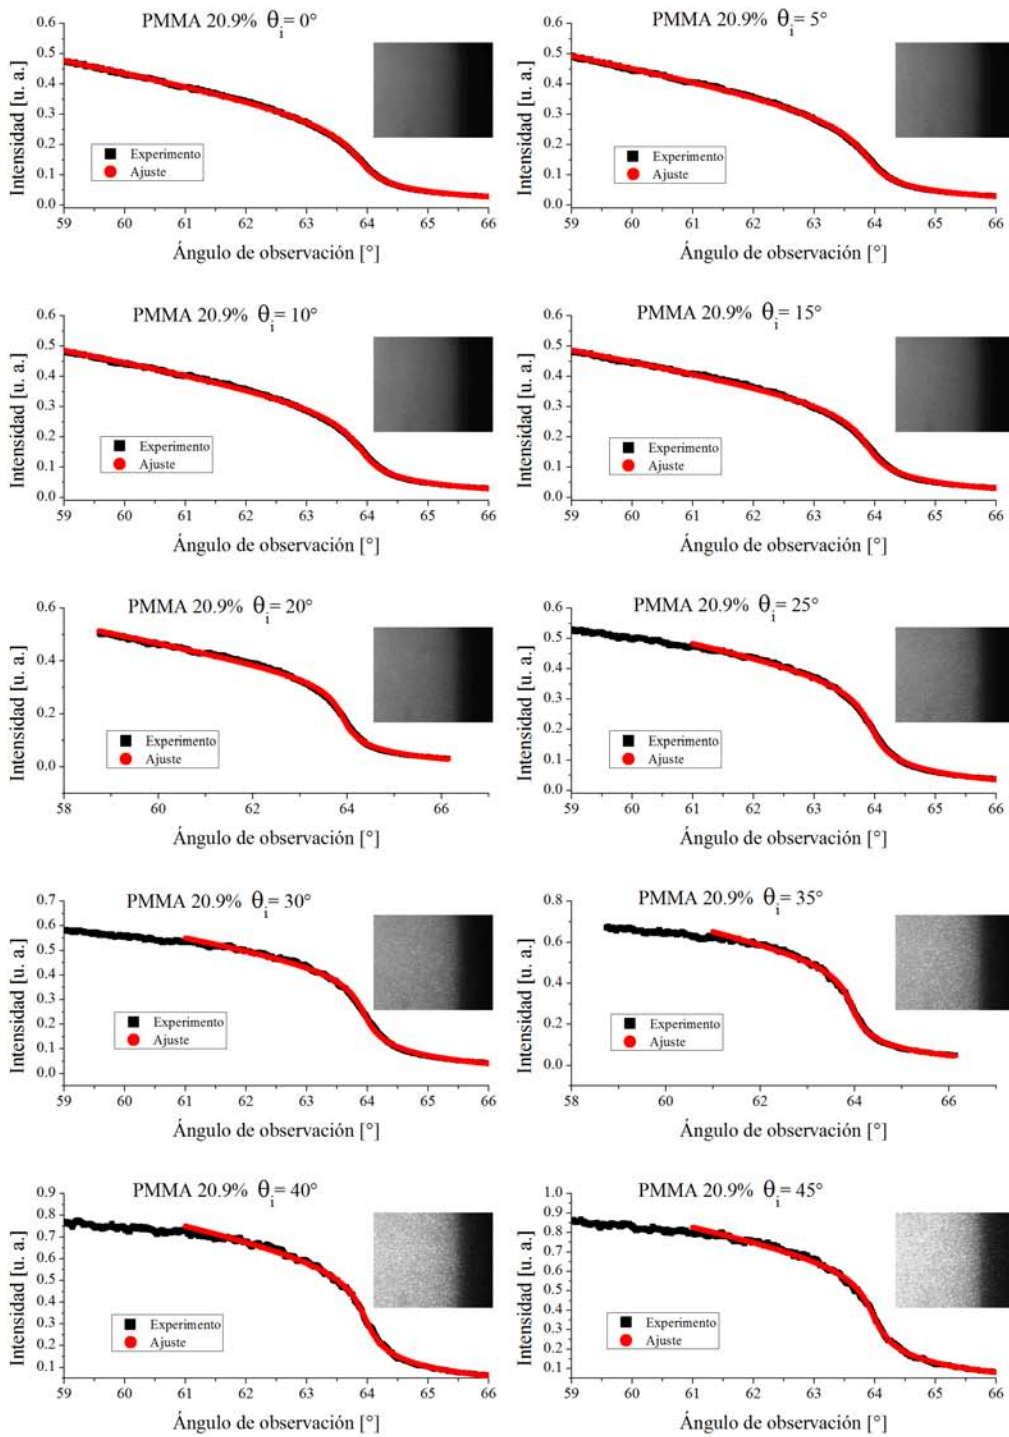 PMMA 20.9% θi= 0°
Intensidad [u. a.]
0.6
0.5
0.4
0.3
0.2
0.1
0.0
Experimento
Ajuste
59 60 61 62 63 64 65 66
Ángulo de observación [°]
PMMA 20.9% θi= 5°
Intensidad [u. a.]
0.6
0.5
0.4
0.3
0.2
0.1
0.0
Experimento
Ajuste
59 60 61 62 63 64 65 66
Ángulo de observación [°]
PMMA 20.9% θi= 10°
Intensidad [u. a.]
0.6
0.5
0.4
0.3
0.2
0.1
0.0
Experimento
Ajuste
59 60 61 62 63 64 65 66
Ángulo de observación [°]
PMMA 20.9% θi= 15°
Intensidad [u. a.]
0.6
0.5
0.4
0.3
0.2
0.1
0.0
Experimento
Ajuste
59 60 61 62 63 64 65 66
Ángulo de observación [°]
PMMA 20.9% θi= 20°
Intensidad [u. a.]
0.6
0.4
0.2
0.0
Experimento
Ajuste
58 60 62 64 66
Ángulo de observación [°]
PMMA 20.9% θi= 25°
Intensidad [u. a.]
0.6
0.5
0.4
0.3
0.2
0.1
0.0
Experimento
Ajuste
59 60 61 62 63 64 65 66
Ángulo de observación [°]
PMMA 20.9% θi= 30°
Intensidad [u. a.]
0.7
0.6
0.5
0.4
0.3
0.2
0.1
0.0
Experimento
Ajuste
59 60 61 62 63 64 65 66
Ángulo de observación [°]
PMMA 20.9% θi= 35°
Intensidad [u. a.]
0.8
0.6
0.4
0.2
0.0
Experimento
Ajuste
58 60 62 64 66
Ángulo de observación [°]
PMMA 20.9% θi= 40°
Intensidad [u. a.]
0.9
0.8
0.7
0.6
0.5
0.4
0.3
0.2
0.1
Experimento
Ajuste
59 60 61 62 63 64 65 66
Ángulo de observación [°]
PMMA 20.9% θi= 45°
Intensidad [u. a.]
1.0
0.9
0.8
0.7
0.6
0.5
0.4
0.3
0.2
0.1
Experimento
Ajuste
59 60 61 62 63 64 65 66
Ángulo de observación [°]